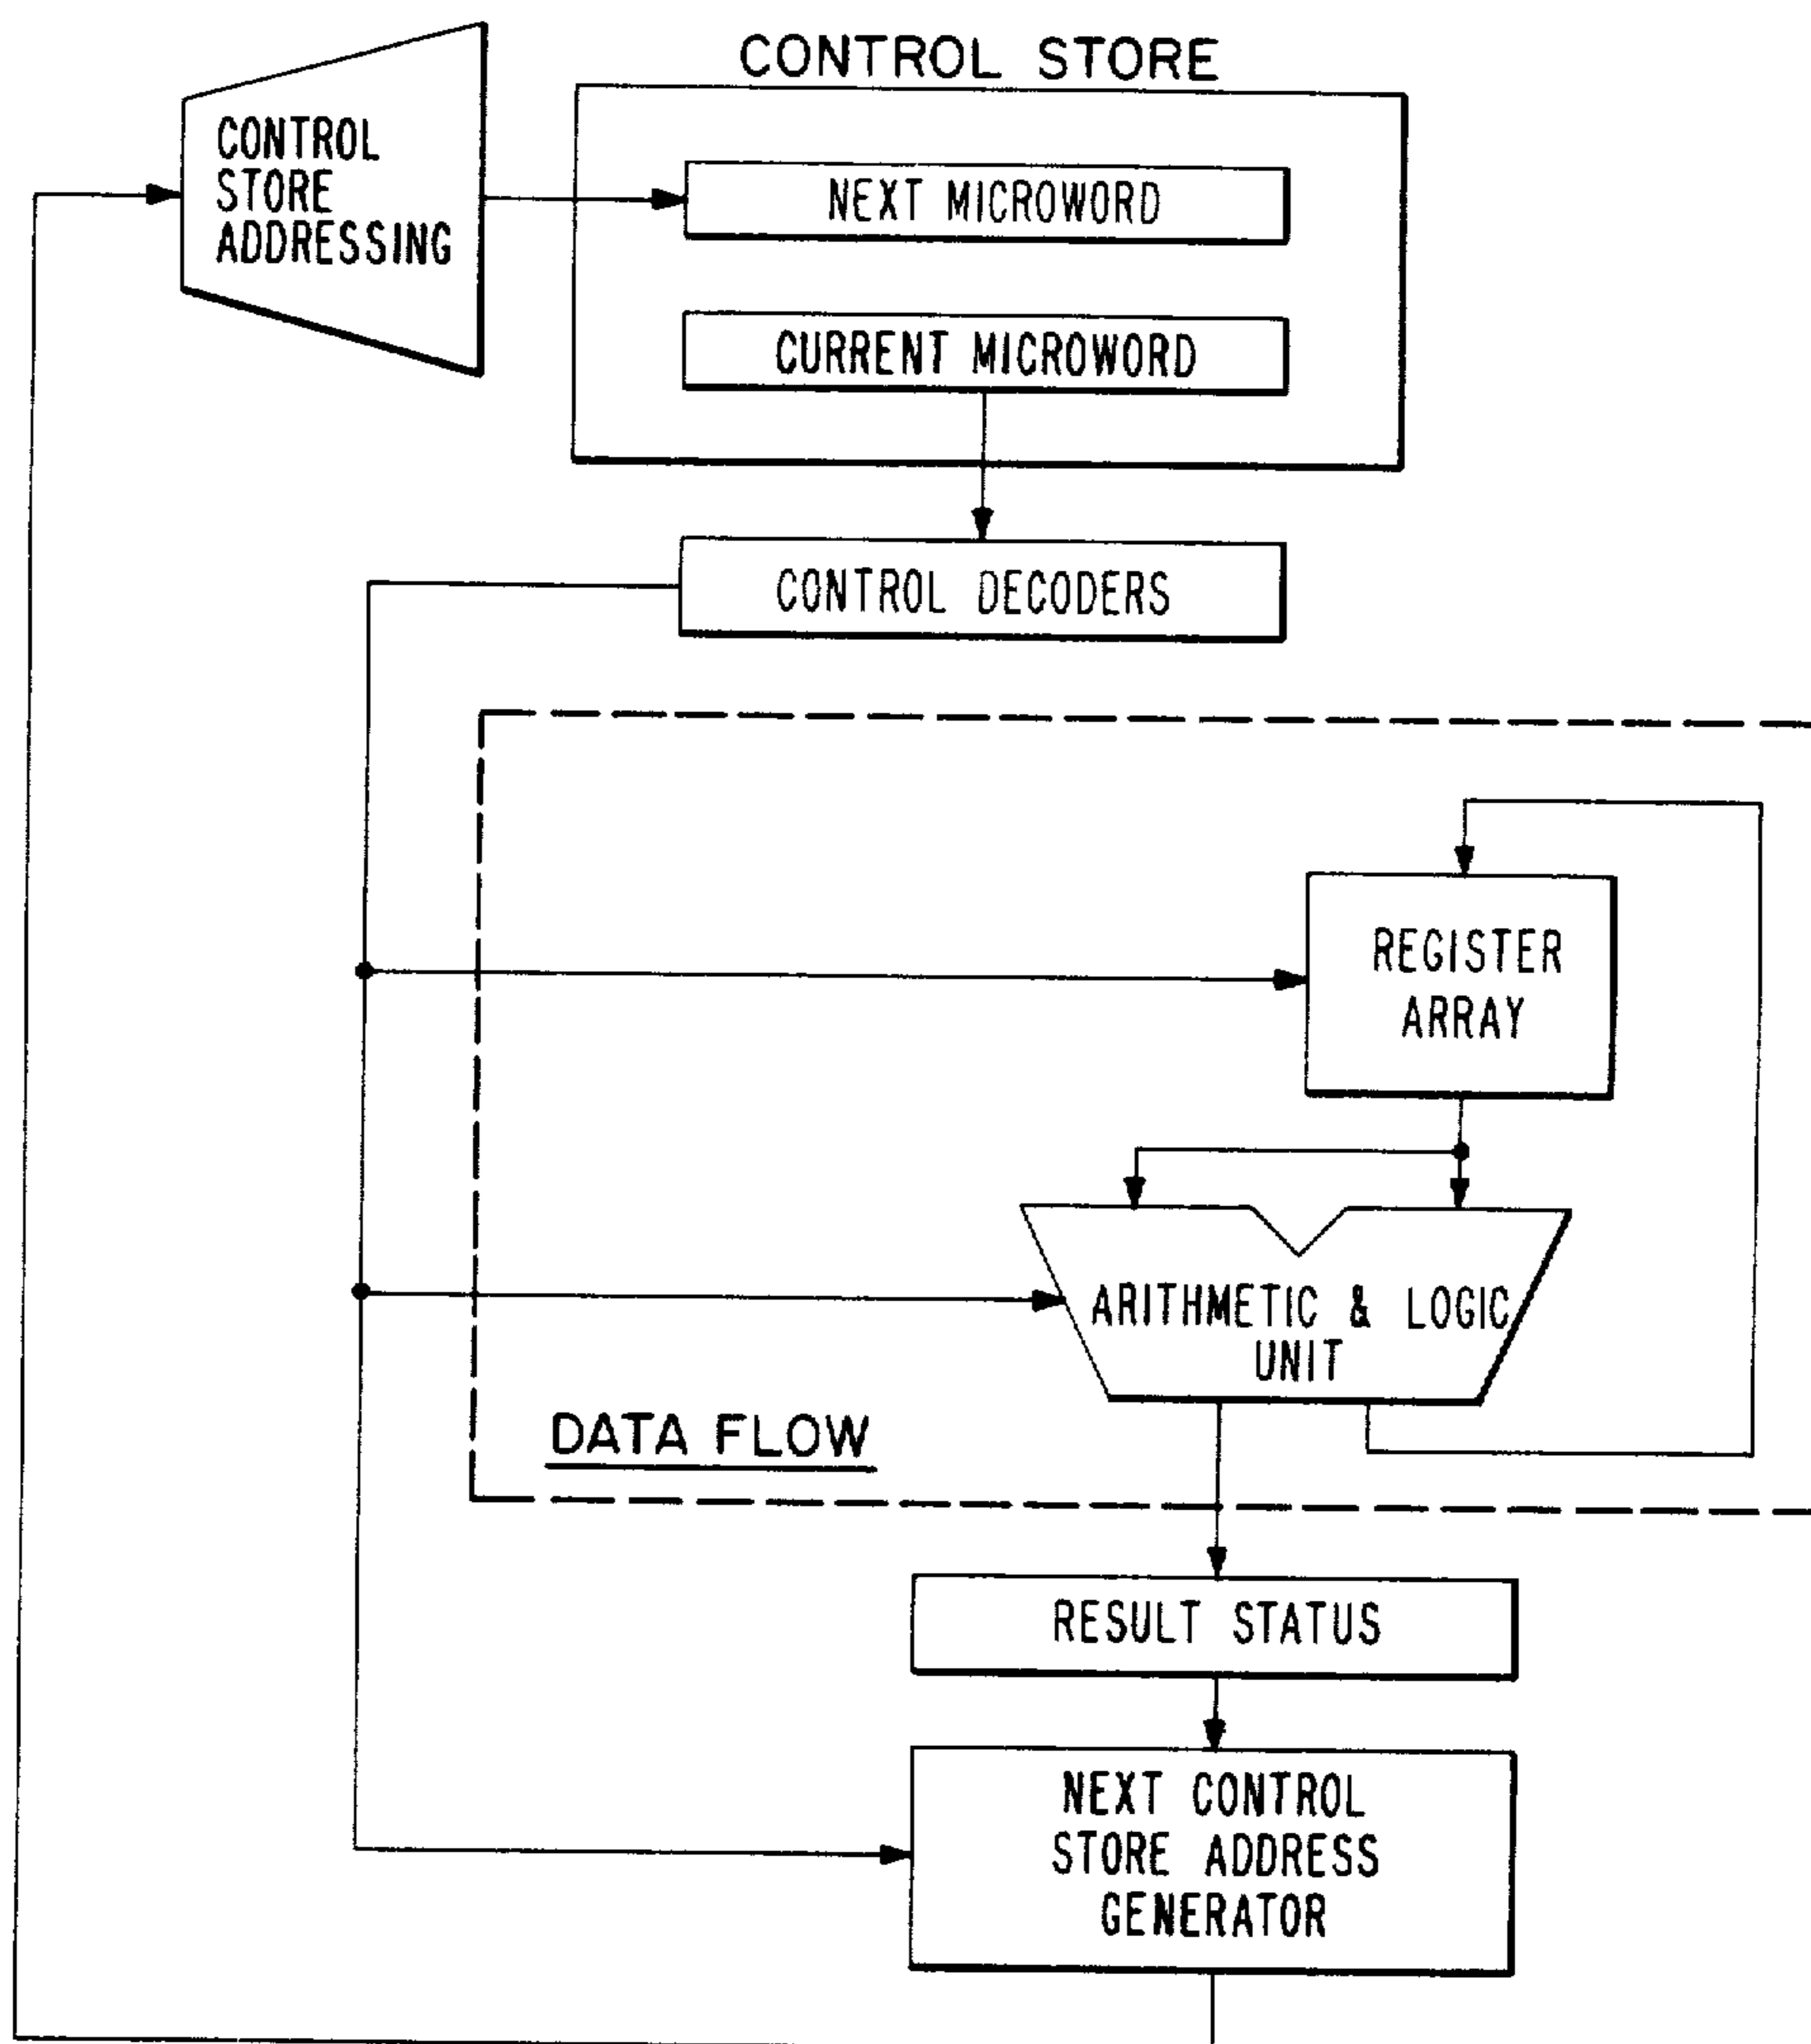 CONTROL STORE
CONTROL
STORE
ADDRESSING
NEXT MICROWORD
CURRENT MICROWORD
CONTROL DECODERS
REGISTER
ARRAY
ARITHMETIC & LOGIC
UNIT
DATA FLOW
RESULT STATUS
NEXT CONTROL
STORE ADDRESS
GENERATOR